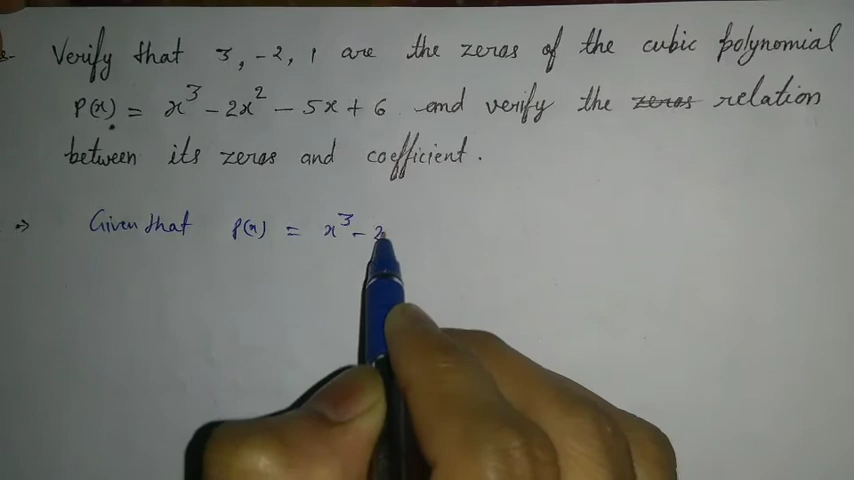 Verify that 3, -2, 1 are the zeros of the cubic polynomial
P(x) = x³ - 2x² - 5x + 6 and verify the zeros relation
between its zeros and coefficient.
=> Given that P(x) = x³ - 2